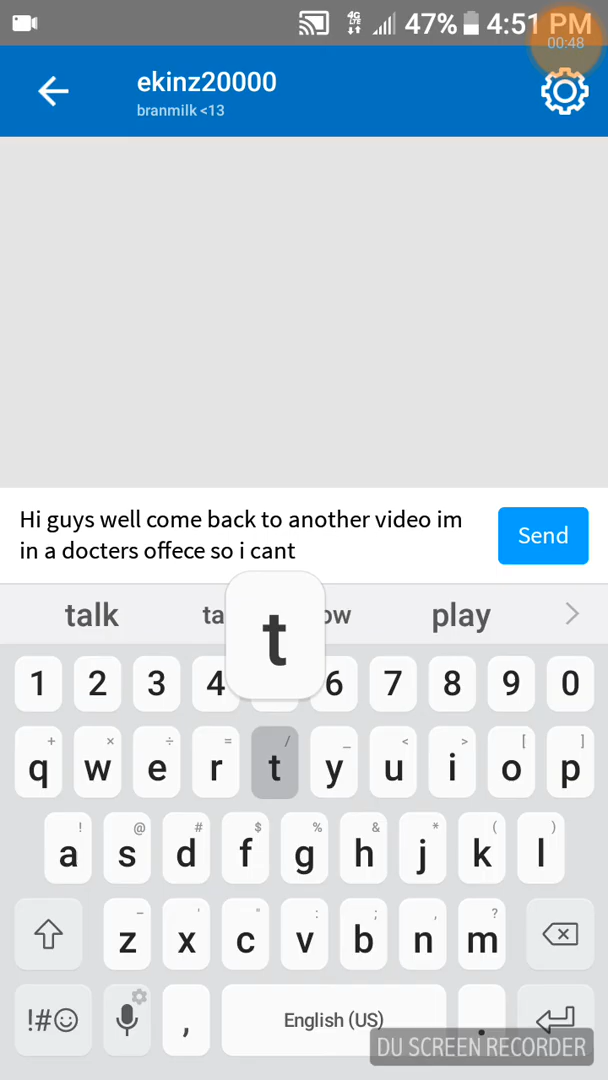 4G LTE 47% 4:51 PM
00:48
ekinz20000
branmilk <13
Hi guys well come back to another video im
in a docters offece so i cant
Send
talk ta ow play
t
1 2 3 4 6 7 8 9 0
+ × ÷ = / _ < > [ ]
q w e r t y u i o p
! @ # $ % & * ( )
a s d f g h j k l
- ' " : ; , ?
z x c v b n m
!#☺ , English (US) .
DU SCREEN RECORDER